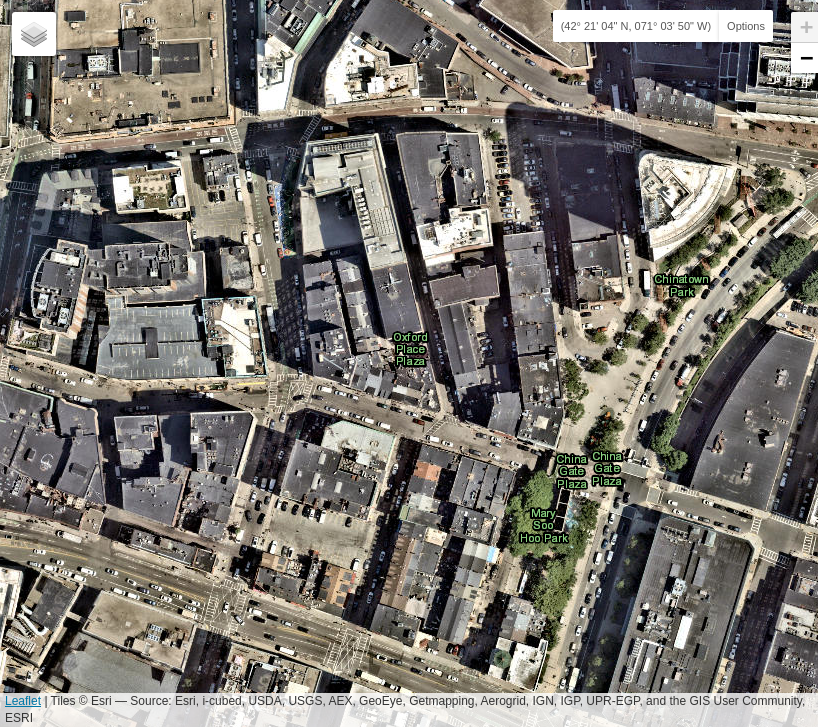 (42° 21' 04" N, 071° 03' 50" W)
Options
+
−
Chinatown
Park
Oxford
Place
Plaza
China
Gate
Plaza
China
Gate
Plaza
Mary
Soo
Hoo Park
Leaflet | Tiles © Esri — Source: Esri, i-cubed, USDA, USGS, AEX, GeoEye, Getmapping, Aerogrid, IGN, IGP, UPR-EGP, and the GIS User Community,
ESRI